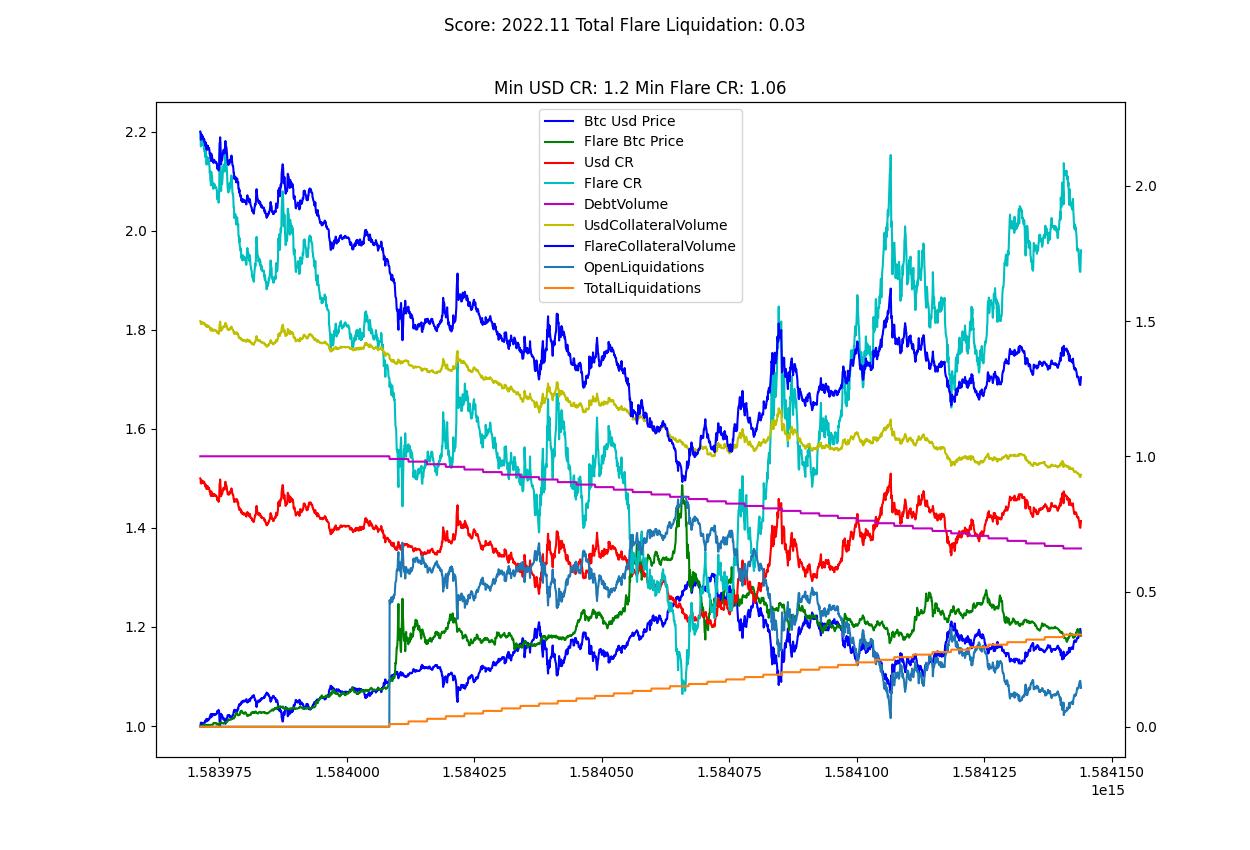 Score: 2022.11 Total Flare Liquidation: 0.03
Min USD CR: 1.2 Min Flare CR: 1.06
Btc Usd Price
Flare Btc Price
Usd CR
Flare CR
DebtVolume
UsdCollateralVolume
FlareCollateralVolume
OpenLiquidations
TotalLiquidations
2.2
2.0
1.8
1.6
1.4
1.2
1.0
2.0
1.5
1.0
0.5
0.0
1.583975 1.584000 1.584025 1.584050 1.584075 1.584100 1.584125 1.584150
1e15